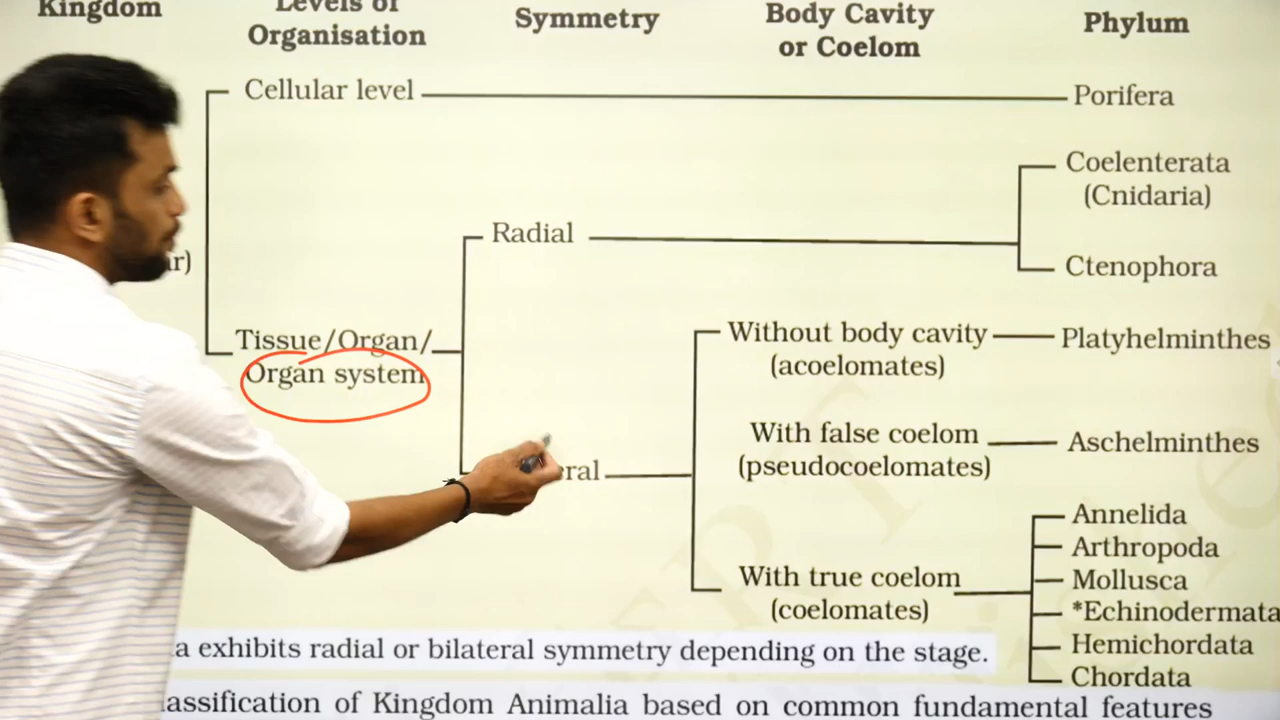 Kingdom
Levels of
Organisation
Symmetry
Body Cavity
or Coelom
Phylum
Cellular level
Porifera
Coelenterata
(Cnidaria)
Radial
Ctenophora
Tissue/Organ/
Organ system
Without body cavity
(acoelomates)
Platyhelminthes
With false coelom
(pseudocoelomates)
Aschelminthes
With true coelom
(coelomates)
Annelida
Arthropoda
Mollusca
*Echinodermata
Hemichordata
Chordata
exhibits radial or bilateral symmetry depending on the stage.
of Kingdom Animalia based on common fundamental features